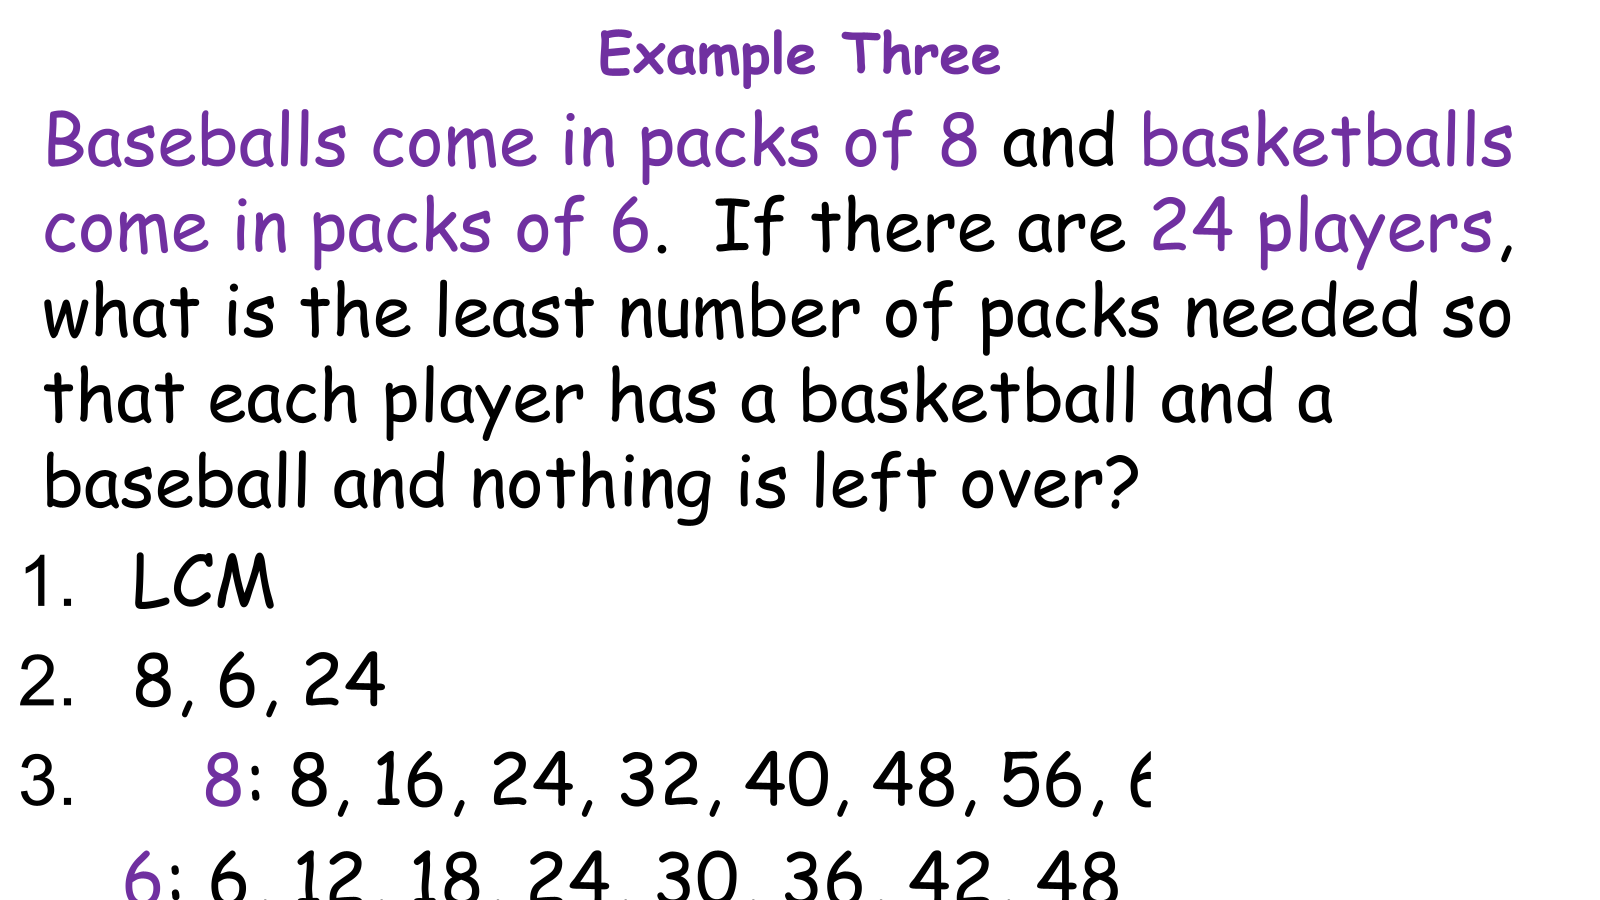 Example Three
Baseballs come in packs of 8 and basketballs
come in packs of 6. If there are 24 players,
what is the least number of packs needed so
that each player has a basketball and a
baseball and nothing is left over?
1. LCM
2. 8, 6, 24
3. 8: 8, 16, 24, 32, 40, 48, 56,
6: 6, 12, 18, 24, 30, 36, 42, 48